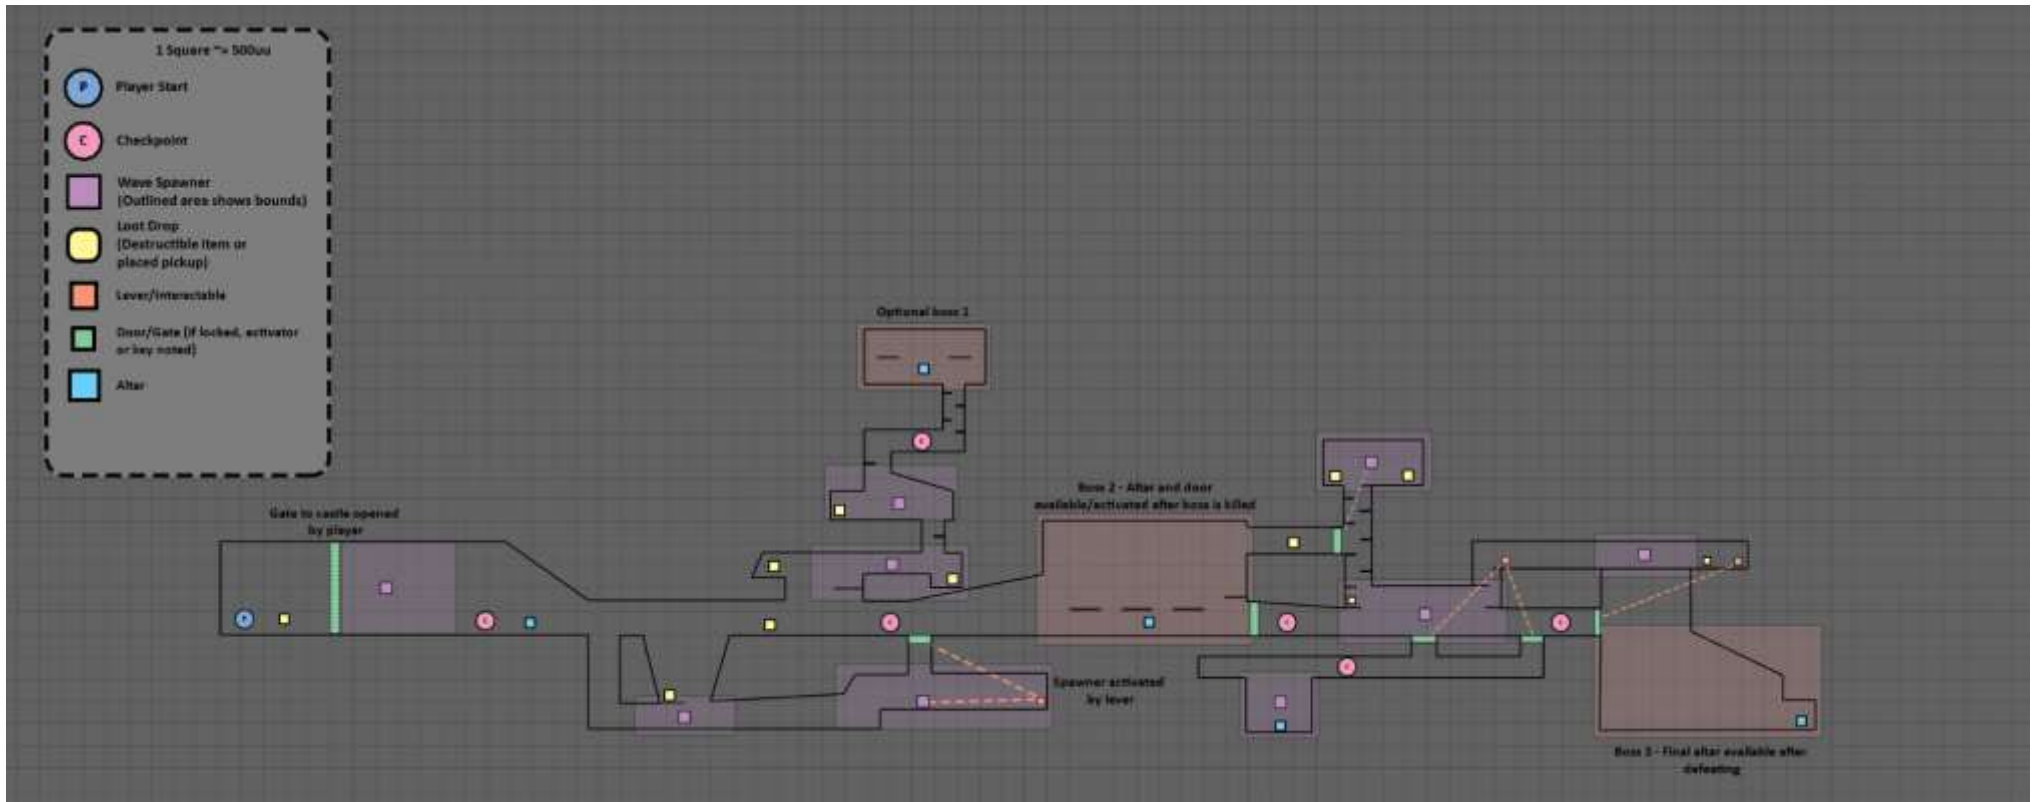 1 Square ~= 500uu
P
Player Start
C
Checkpoint
Wave Spawner
(Outlined area shows bounds)
Loot Drop
(Destructible item or
placed pickup)
Lever/Interactable
Door/Gate (if locked, activator
or key noted)
Altar
Optional boss 1
C
Boss 2 - Altar and door
available/activated after boss is killed
Gate to castle opened
by player
P
C
C
C
C
C
Spawner activated
by lever
Boss 3 - Final altar available after
defeating